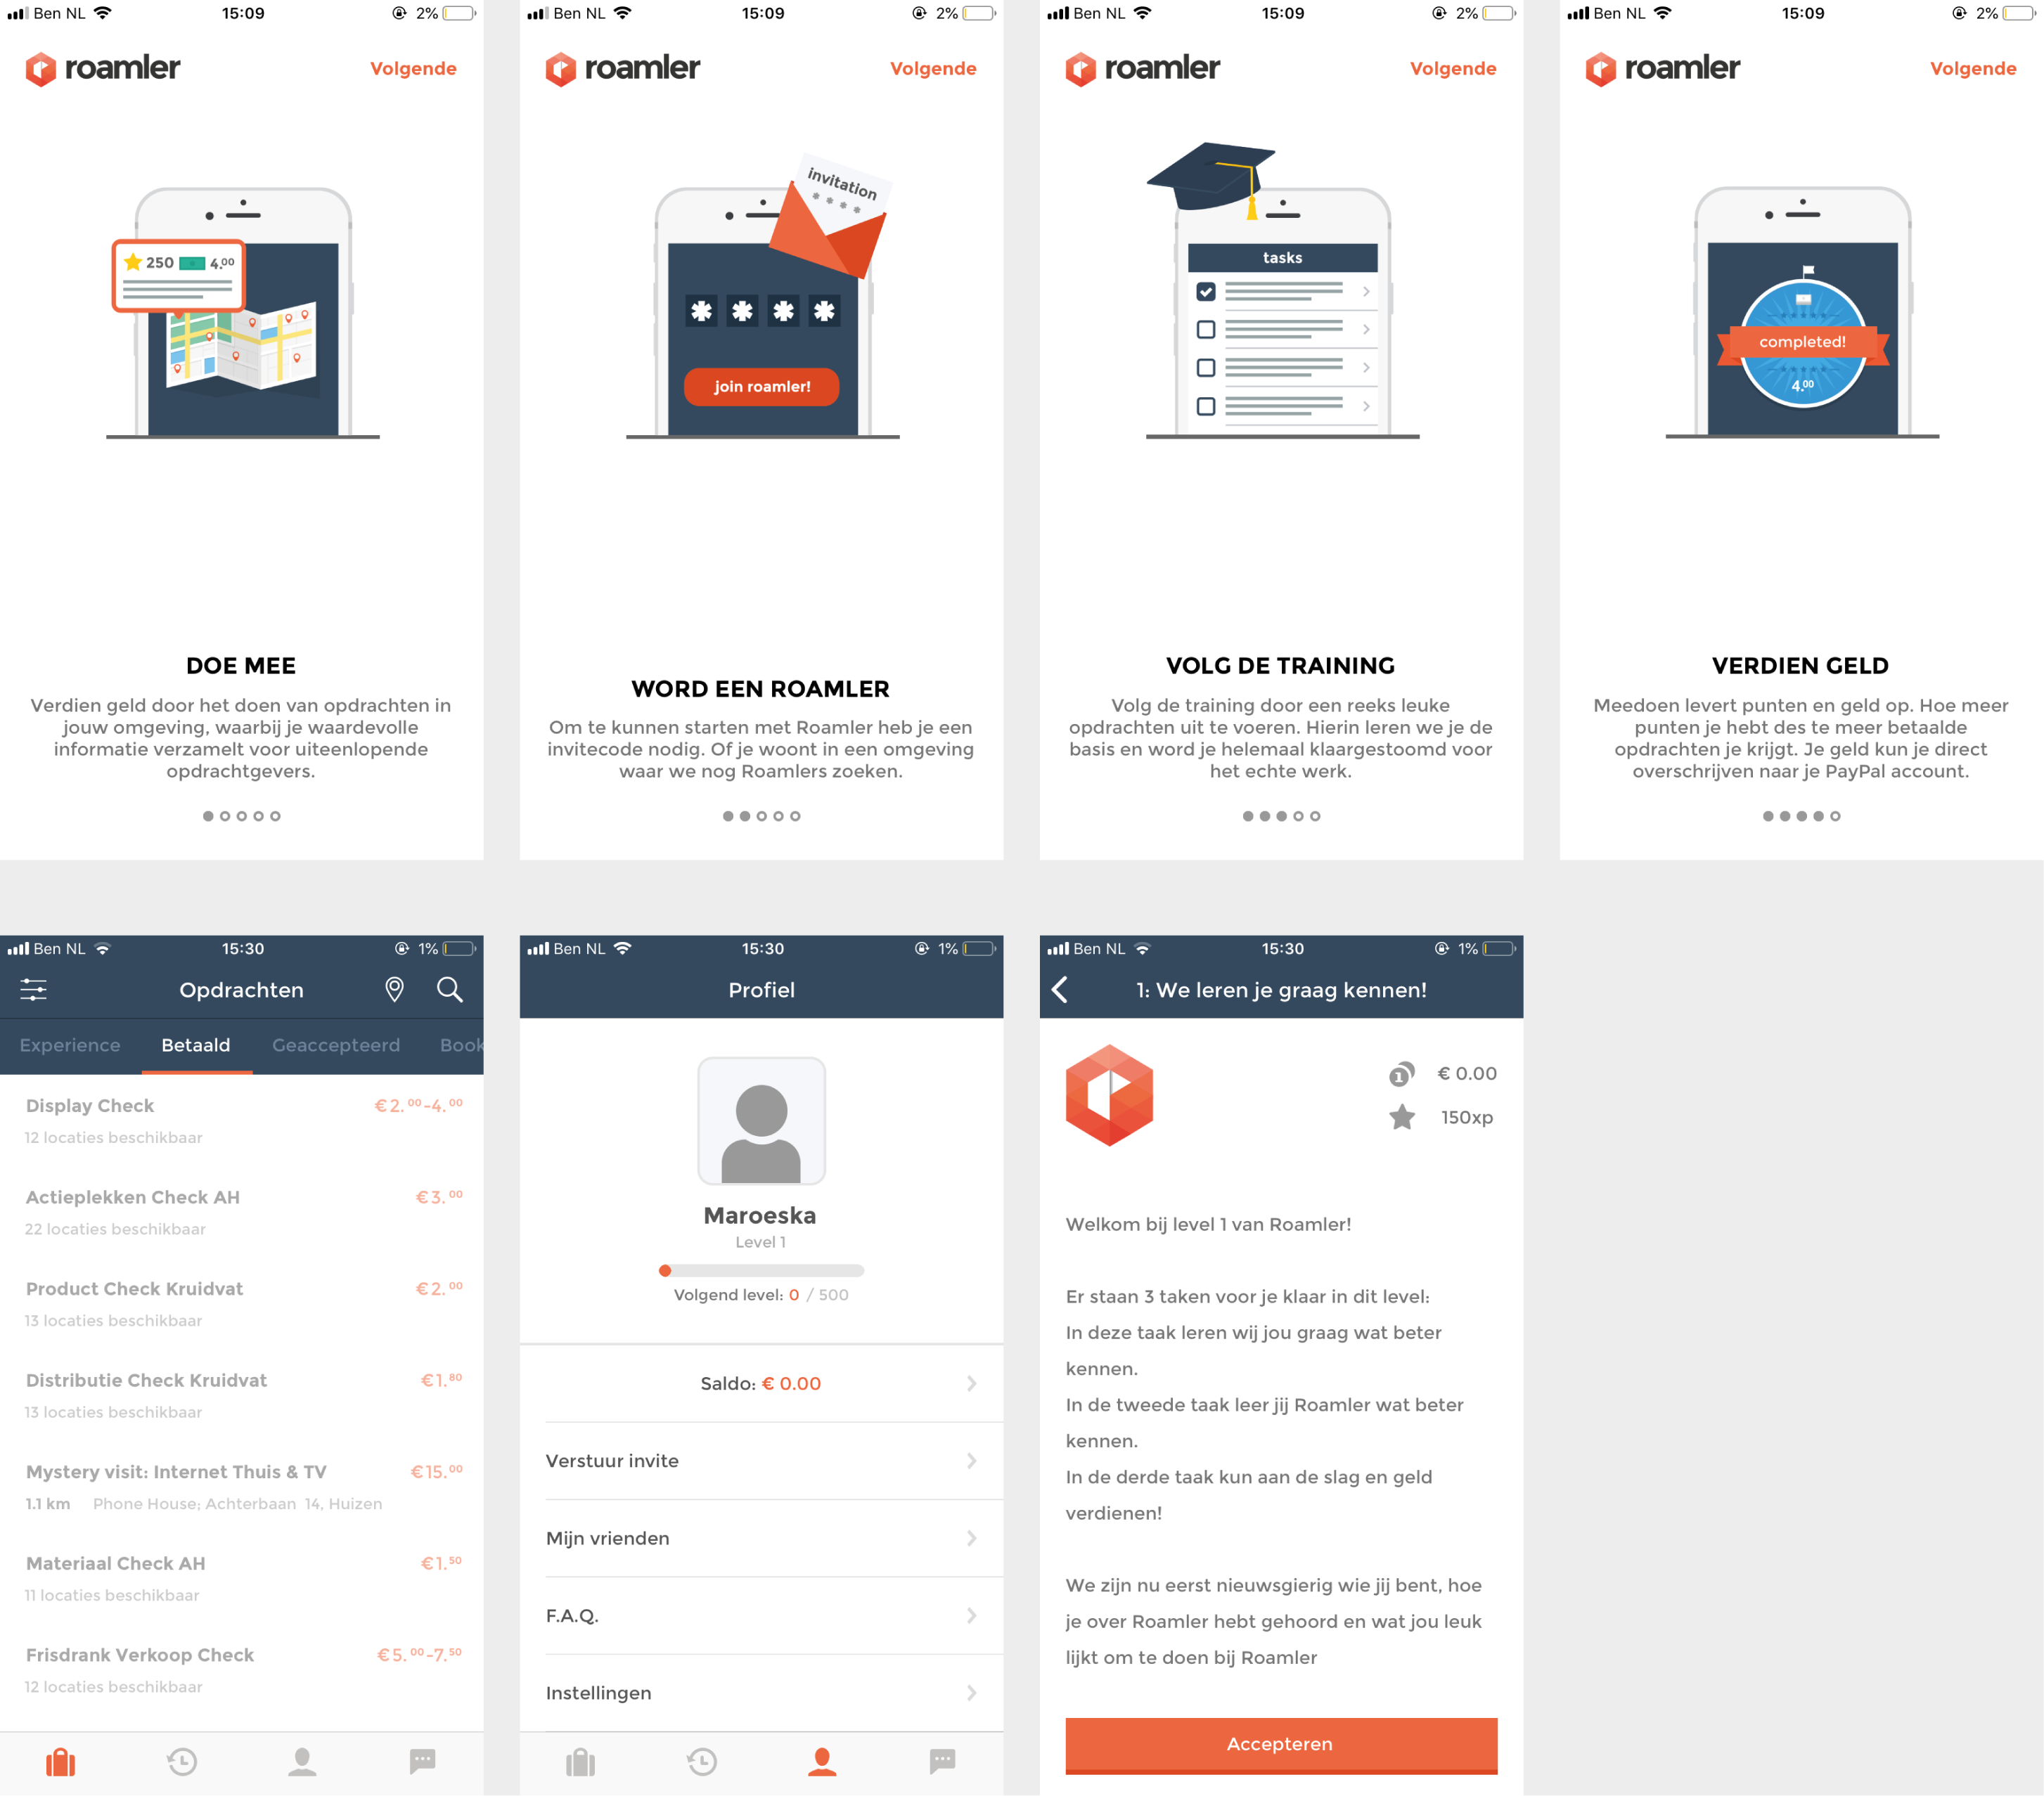 Ben NL 15:09 2%
roamler Volgende
250 4.00
DOE MEE
Verdien geld door het doen van opdrachten in
jouw omgeving, waarbij je waardevolle
informatie verzamelt voor uiteenlopende
opdrachtgevers.
Ben NL 15:09 2%
roamler Volgende
invitation
* * * *
* * * *
join roamler!
WORD EEN ROAMLER
Om te kunnen starten met Roamler heb je een
invitecode nodig. Of je woont in een omgeving
waar we nog Roamlers zoeken.
Ben NL 15:09 2%
roamler Volgende
tasks
VOLG DE TRAINING
Volg de training door een reeks leuke
opdrachten uit te voeren. Hierin leren we je de
basis en word je helemaal klaargestoomd voor
het echte werk.
Ben NL 15:09 2%
roamler Volgende
completed!
4.00
VERDIEN GELD
Meedoen levert punten en geld op. Hoe meer
punten je hebt des te meer betaalde
opdrachten je krijgt. Je geld kun je direct
overschrijven naar je PayPal account.
Ben NL 15:30 1%
Opdrachten
Experience Betaald Geaccepteerd Book
Display Check €2.00-4.00
12 locaties beschikbaar
Actieplekken Check AH €3.00
22 locaties beschikbaar
Product Check Kruidvat €2.00
13 locaties beschikbaar
Distributie Check Kruidvat €1.80
13 locaties beschikbaar
Mystery visit: Internet Thuis & TV €15.00
1.1 km Phone House; Achterbaan 14, Huizen
Materiaal Check AH €1.50
11 locaties beschikbaar
Frisdrank Verkoop Check €5.00-7.50
12 locaties beschikbaar
Ben NL 15:30 1%
Profiel
Maroeska
Level 1
Volgend level: 0 / 500
Saldo: € 0.00
Verstuur invite
Mijn vrienden
F.A.Q.
Instellingen
Ben NL 15:30 1%
1: We leren je graag kennen!
1 € 0.00
150xp
Welkom bij level 1 van Roamler!
Er staan 3 taken voor je klaar in dit level:
In deze taak leren wij jou graag wat beter
kennen.
In de tweede taak leer jij Roamler wat beter
kennen.
In de derde taak kun aan de slag en geld
verdienen!
We zijn nu eerst nieuwsgierig wie jij bent, hoe
je over Roamler hebt gehoord en wat jou leuk
lijkt om te doen bij Roamler
Accepteren